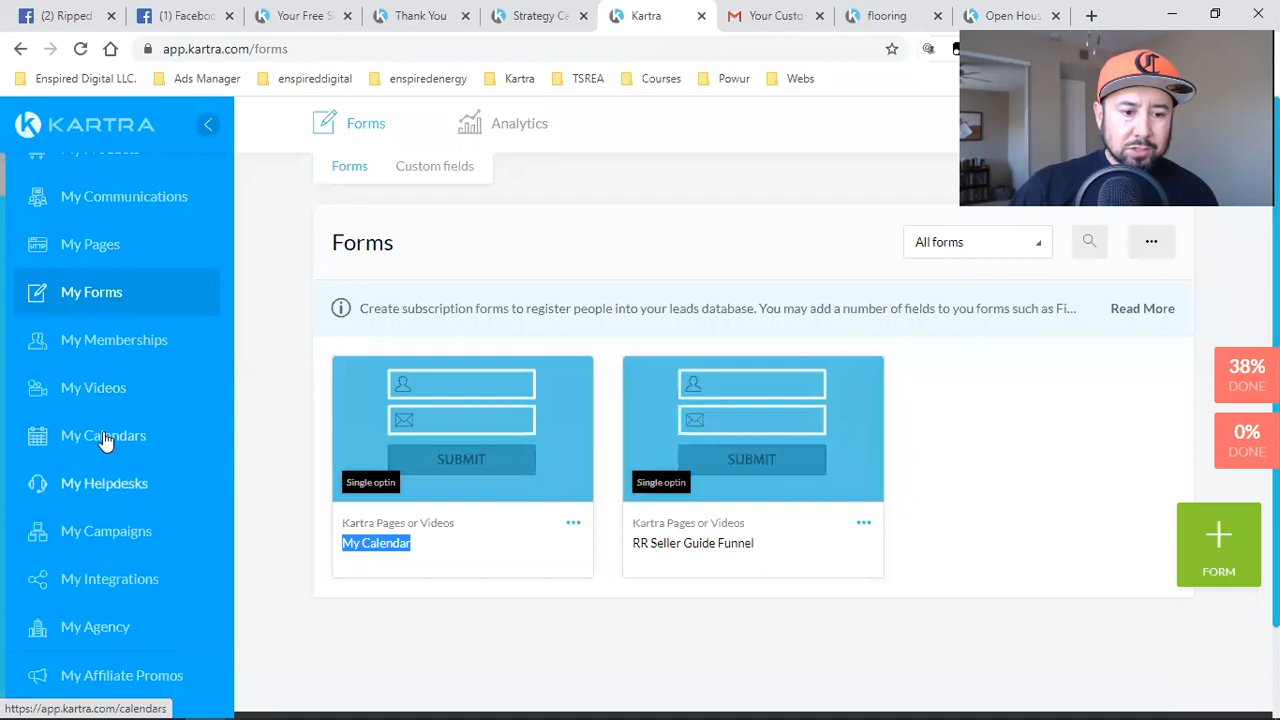 (2) Ripped
(1) Facebo
Your Free S
Thank You
Strategy Ca
Kartra
Your Custo
flooring
Open Hous
app.kartra.com/forms
Enspired Digital LLC.
Ads Manager
enspireddigital
enspiredenergy
Kartra
TSREA
Courses
Powur
Webs
KARTRA
Forms
Analytics
Forms
Custom fields
My Communications
My Pages
My Forms
My Memberships
My Videos
My Calendars
My Helpdesks
My Campaigns
My Integrations
My Agency
My Affiliate Promos
Forms
All forms
Create subscription forms to register people into your leads database. You may add a number of fields to you forms such as Fi...
Read More
SUBMIT
Single optin
Kartra Pages or Videos
My Calendar
SUBMIT
Single optin
Kartra Pages or Videos
RR Seller Guide Funnel
38%
DONE
0%
DONE
FORM
https://app.kartra.com/calendars